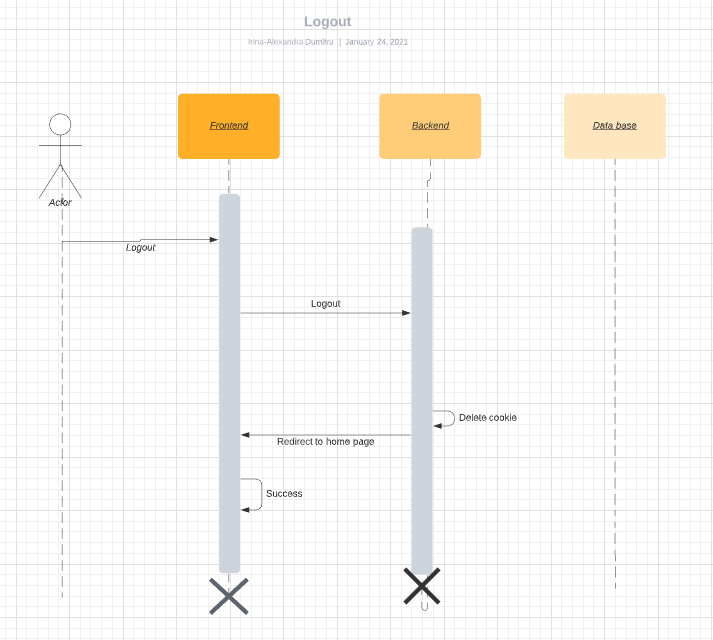 Logout
Irina-Alexandra Dumitru | January 24, 2021
Frontend
Backend
Data base
Actor
Logout
Logout
Delete cookie
Redirect to home page
Success